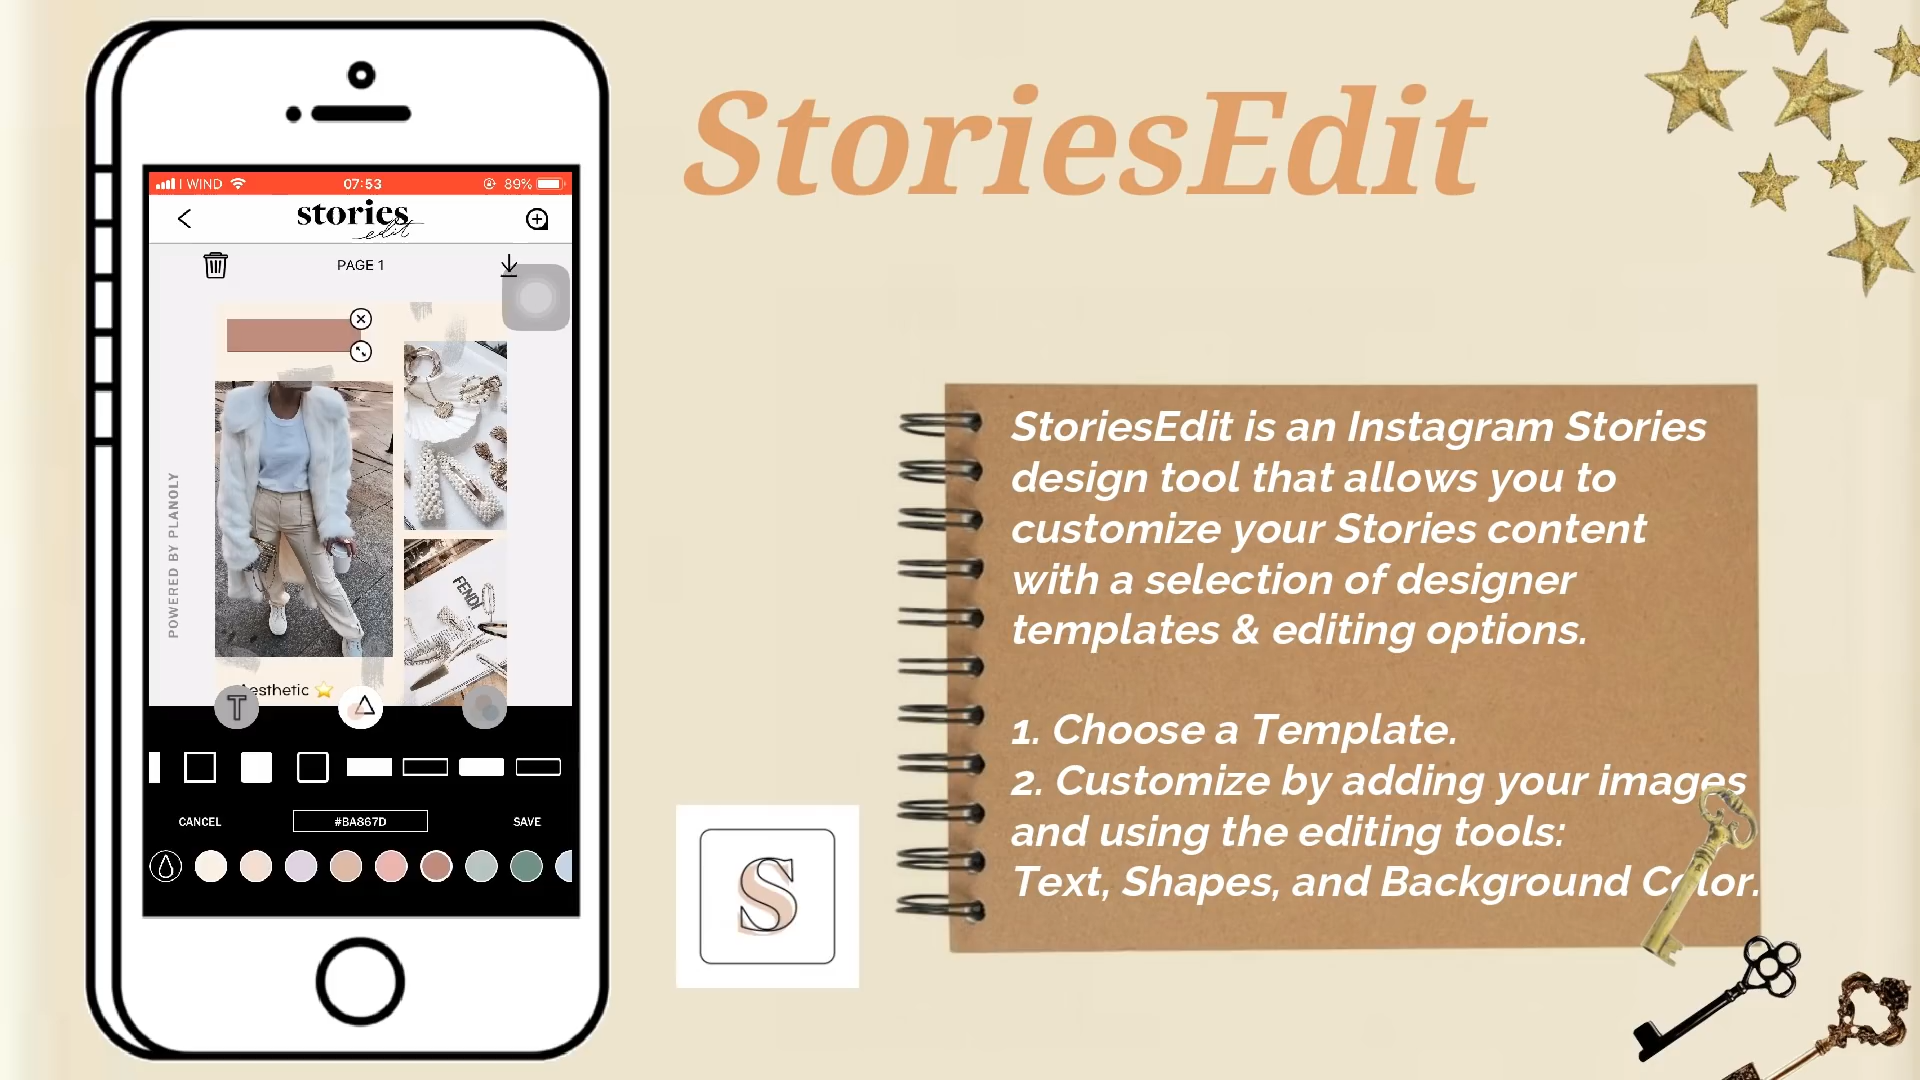 StoriesEdit
I WIND
07:53
89%
stories
edit
PAGE 1
POWERED BY PLANOLY
FENDI
Aesthetic ⭐
T
CANCEL
#BA867D
SAVE
S
StoriesEdit is an Instagram Stories
design tool that allows you to
customize your Stories content
with a selection of designer
templates & editing options.
1. Choose a Template.
2. Customize by adding your images
and using the editing tools:
Text, Shapes, and Background Color.